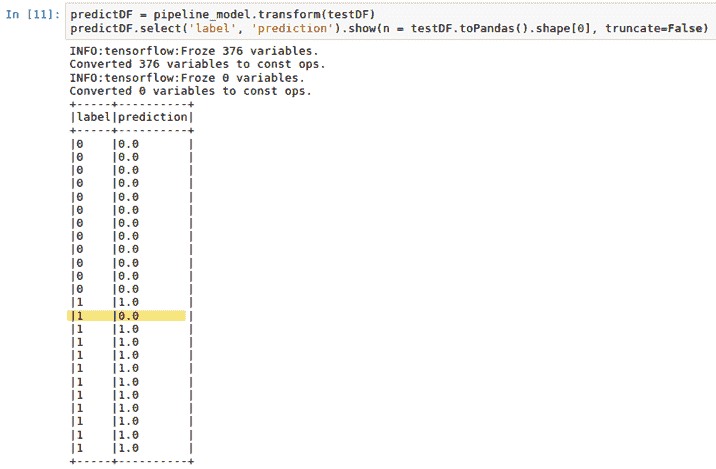 In [11]: predictDF = pipeline_model.transform(testDF)
predictDF.select('label', 'prediction').show(n = testDF.toPandas().shape[0], truncate=False)
INFO:tensorflow:Froze 376 variables.
Converted 376 variables to const ops.
INFO:tensorflow:Froze 0 variables.
Converted 0 variables to const ops.
+-----+----------+
|label|prediction|
+-----+----------+
|0    |0.0       |
|0    |0.0       |
|0    |0.0       |
|0    |0.0       |
|0    |0.0       |
|0    |0.0       |
|0    |0.0       |
|0    |0.0       |
|0    |0.0       |
|0    |0.0       |
|0    |0.0       |
|0    |0.0       |
|1    |1.0       |
|1    |0.0       |
|1    |1.0       |
|1    |1.0       |
|1    |1.0       |
|1    |1.0       |
|1    |1.0       |
|1    |1.0       |
|1    |1.0       |
|1    |1.0       |
|1    |1.0       |
|1    |1.0       |
+-----+----------+